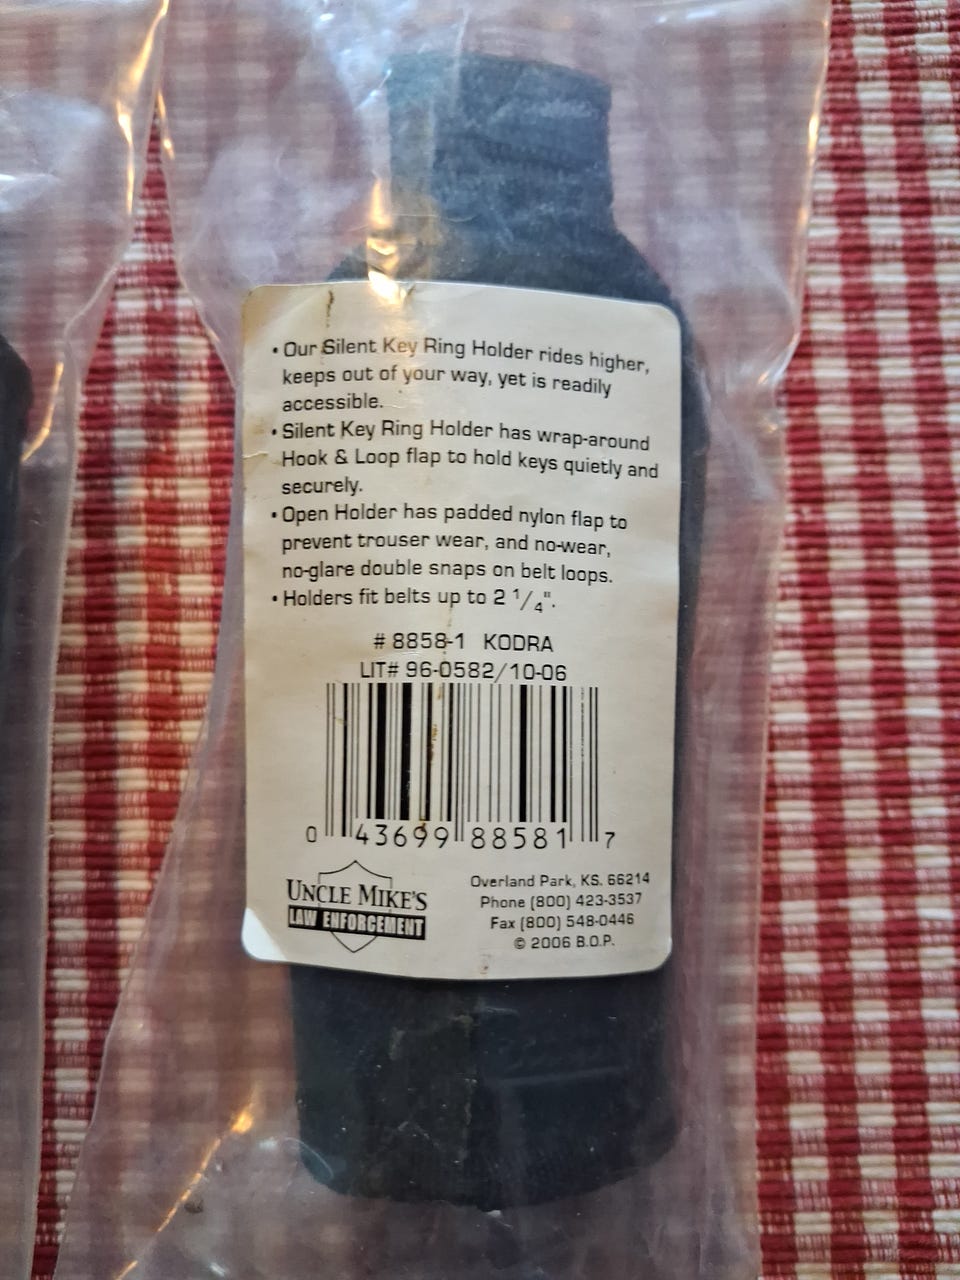 • Our Silent Key Ring Holder rides higher,
keeps out of your way, yet is readily
accessible.
• Silent Key Ring Holder has wrap-around
Hook & Loop flap to hold keys quietly and
securely.
• Open Holder has padded nylon flap to
prevent trouser wear, and no-wear,
no-glare double snaps on belt loops.
• Holders fit belts up to 2 1/4".
# 8858-1 KODRA
LIT# 96-0582/10-06
0 43699 88581 7
UNCLE MIKE'S
LAW ENFORCEMENT
Overland Park, KS. 66214
Phone (800) 423-3537
Fax (800) 548-0446
© 2006 B.O.P.